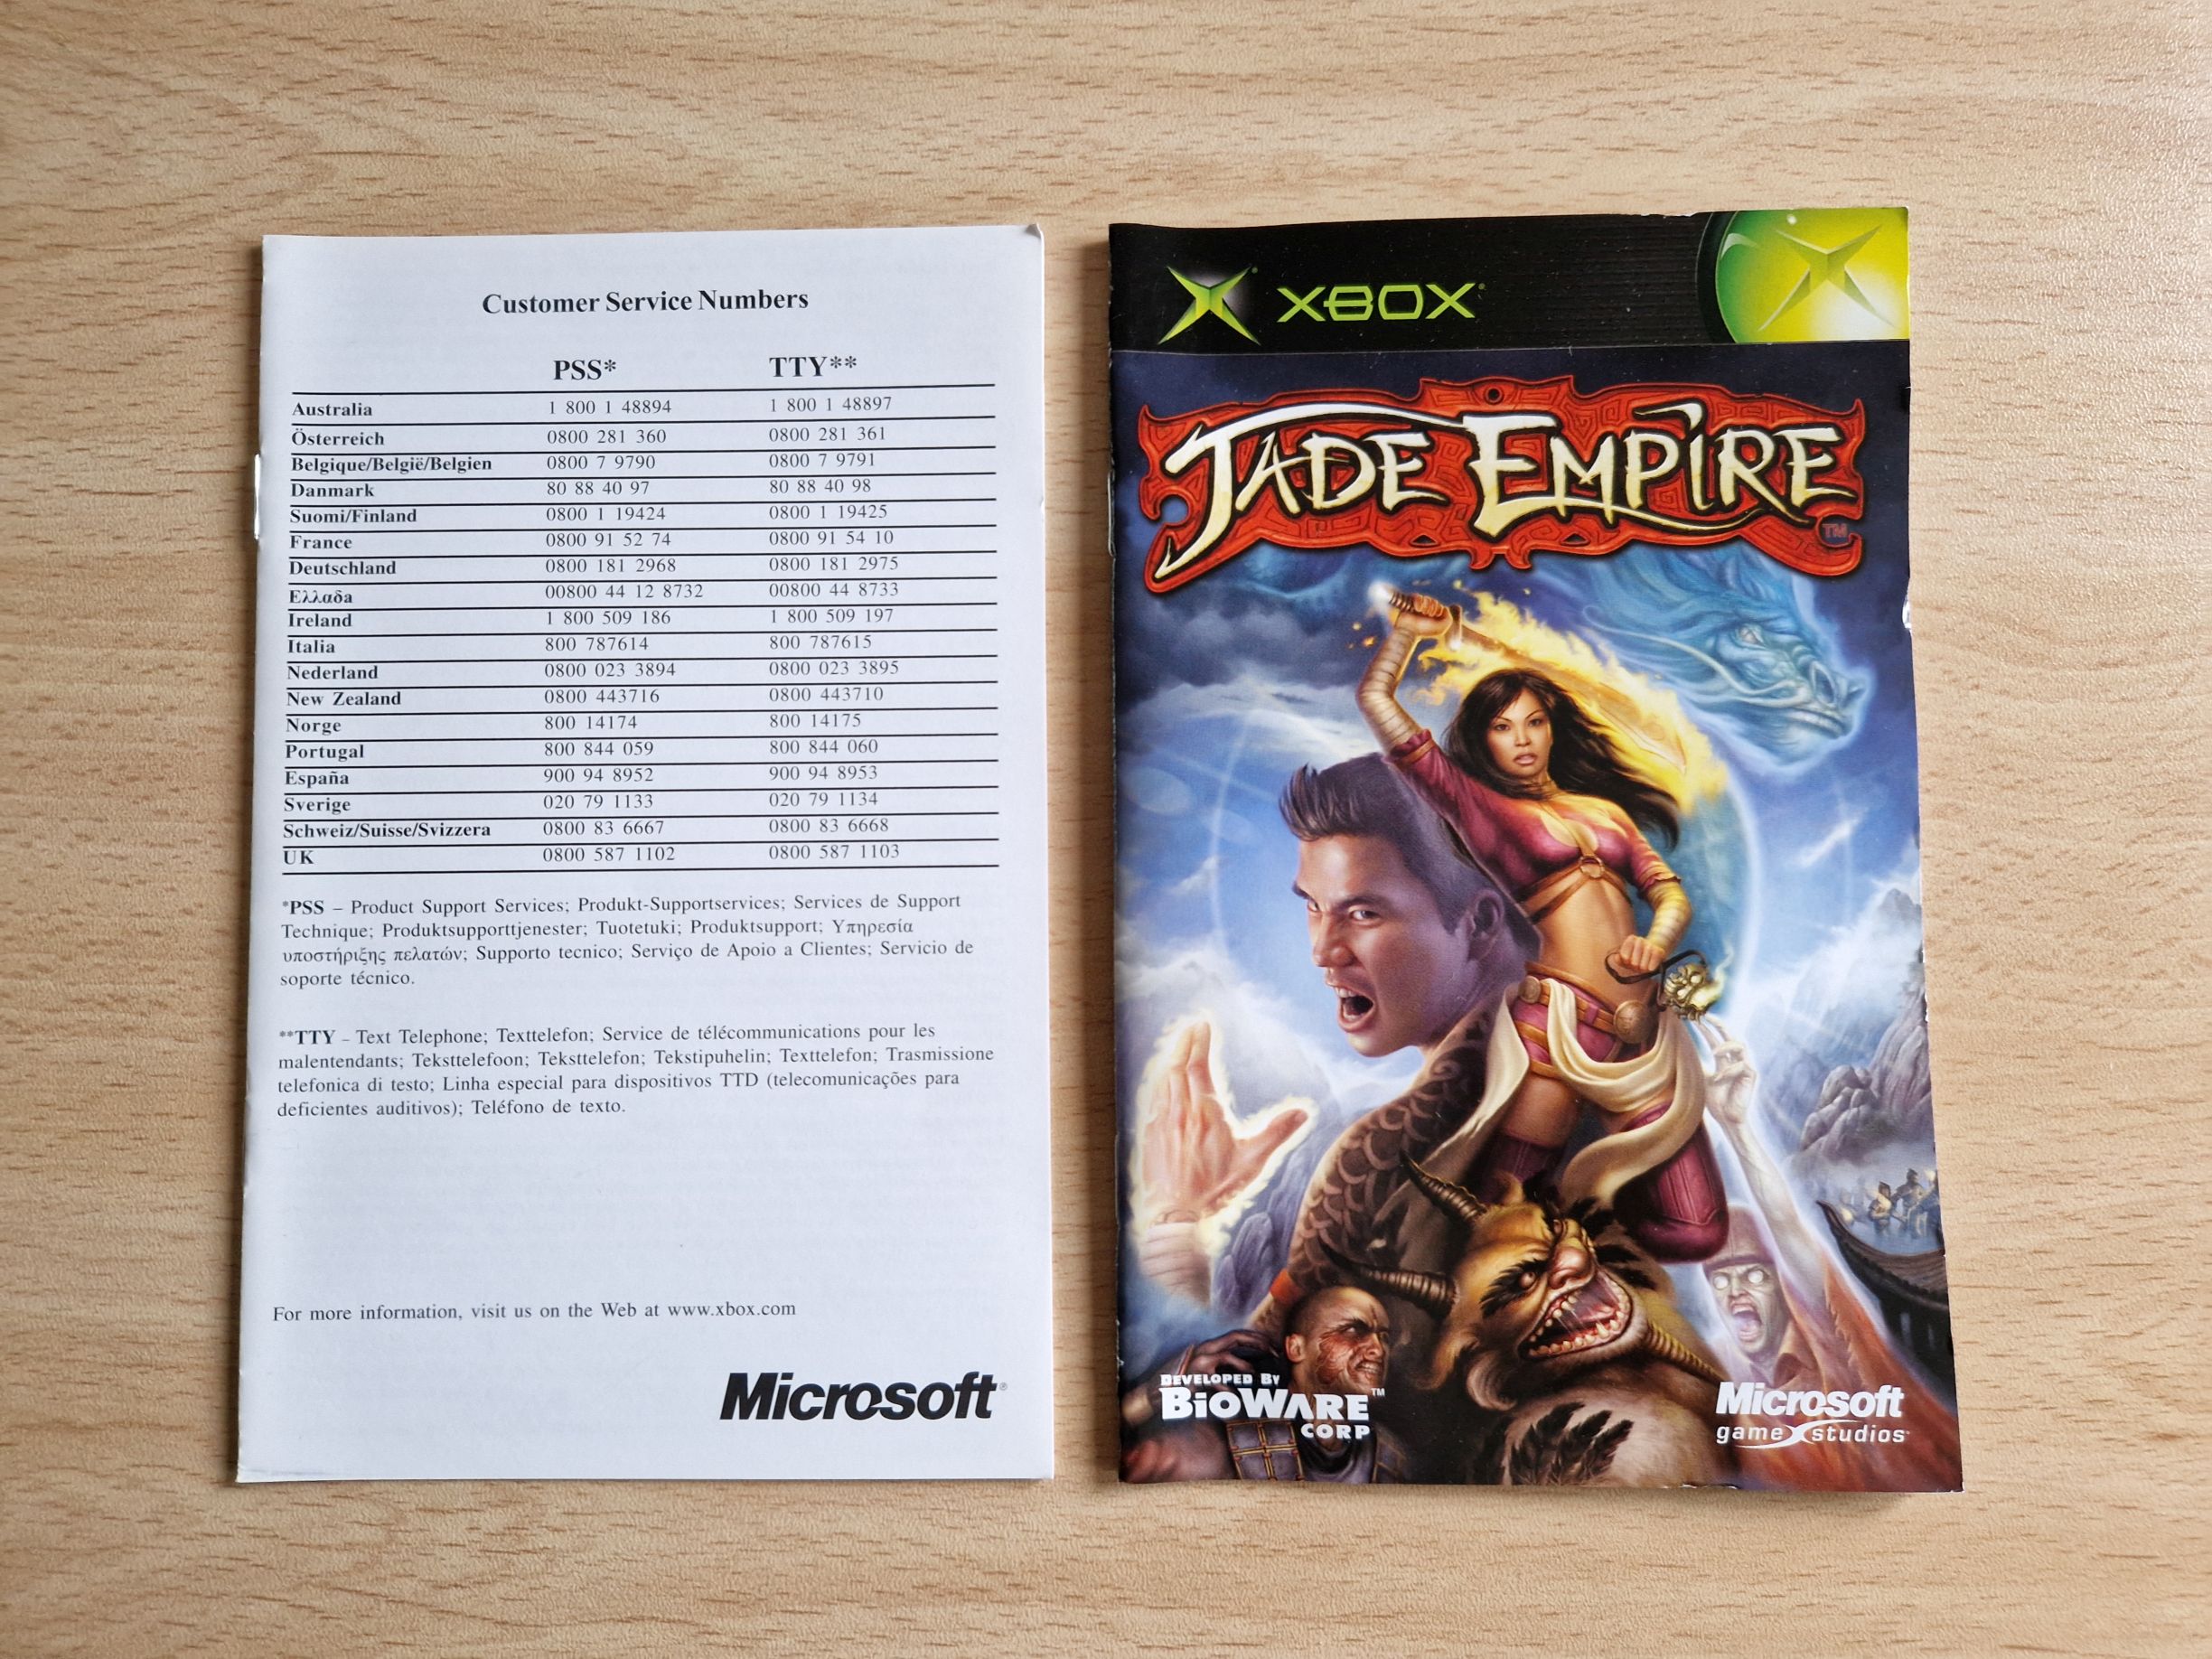 Customer Service Numbers
PSS* TTY**
Australia 1 800 1 48894 1 800 1 48897
Österreich 0800 281 360 0800 281 361
Belgique/België/Belgien 0800 7 9790 0800 7 9791
Danmark 80 88 40 97 80 88 40 98
Suomi/Finland 0800 1 19424 0800 1 19425
France 0800 91 52 74 0800 91 54 10
Deutschland 0800 181 2968 0800 181 2975
Ελλαδα 00800 44 12 8732 00800 44 8733
Ireland 1 800 509 186 1 800 509 197
Italia 800 787614 800 787615
Nederland 0800 023 3894 0800 023 3895
New Zealand 0800 443716 0800 443710
Norge 800 14174 800 14175
Portugal 800 844 059 800 844 060
España 900 94 8952 900 94 8953
Sverige 020 79 1133 020 79 1134
Schweiz/Suisse/Svizzera 0800 83 6667 0800 83 6668
UK 0800 587 1102 0800 587 1103
*PSS – Product Support Services; Produkt-Supportservices; Services de Support
Technique; Produktsupporttjenester; Tuotetuki; Produktsupport; Υπηρεσία
υποστήριξης πελατών; Supporto tecnico; Serviço de Apoio a Clientes; Servicio de
soporte técnico.
**TTY – Text Telephone; Texttelefon; Service de télécommunications pour les
malentendants; Teksttelefoon; Teksttelefon; Tekstipuhelin; Texttelefon; Trasmissione
telefonica di testo; Linha especial para dispositivos TTD (telecomunicações para
deficientes auditivos); Teléfono de texto.
For more information, visit us on the Web at www.xbox.com
Microsoft®
XBOX
JADE EMPIRE™
DEVELOPED BY
BIOWARE™
CORP
Microsoft
game studios